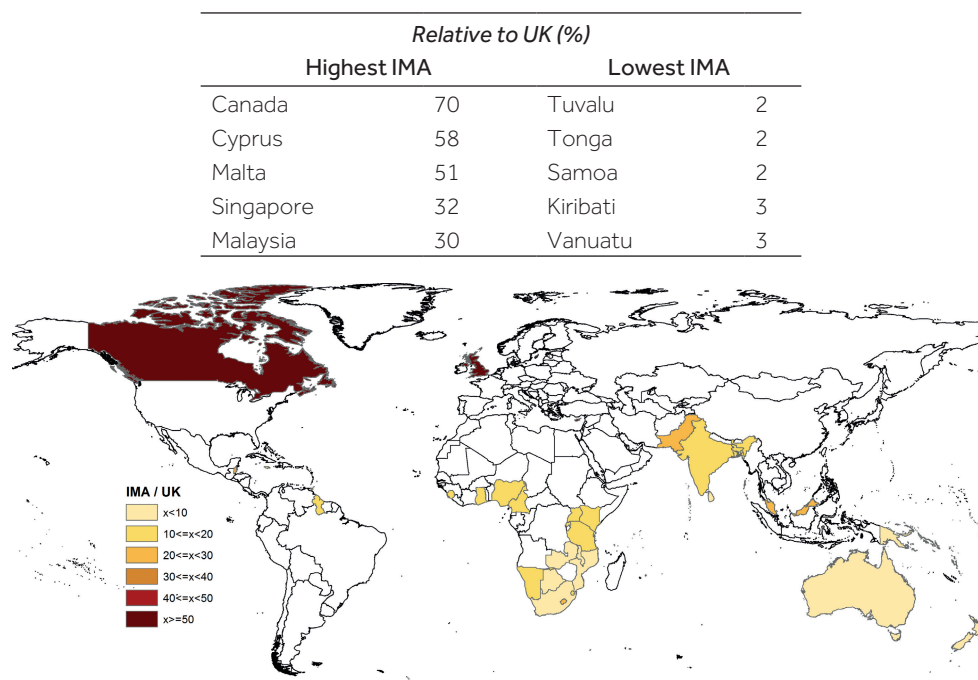 Relative to UK (%)
Highest IMA Lowest IMA
Canada 70 Tuvalu 2
Cyprus 58 Tonga 2
Malta 51 Samoa 2
Singapore 32 Kiribati 3
Malaysia 30 Vanuatu 3
IMA / UK
x<10
10<=x<20
20<=x<30
30<=x<40
40<=x<50
x>=50